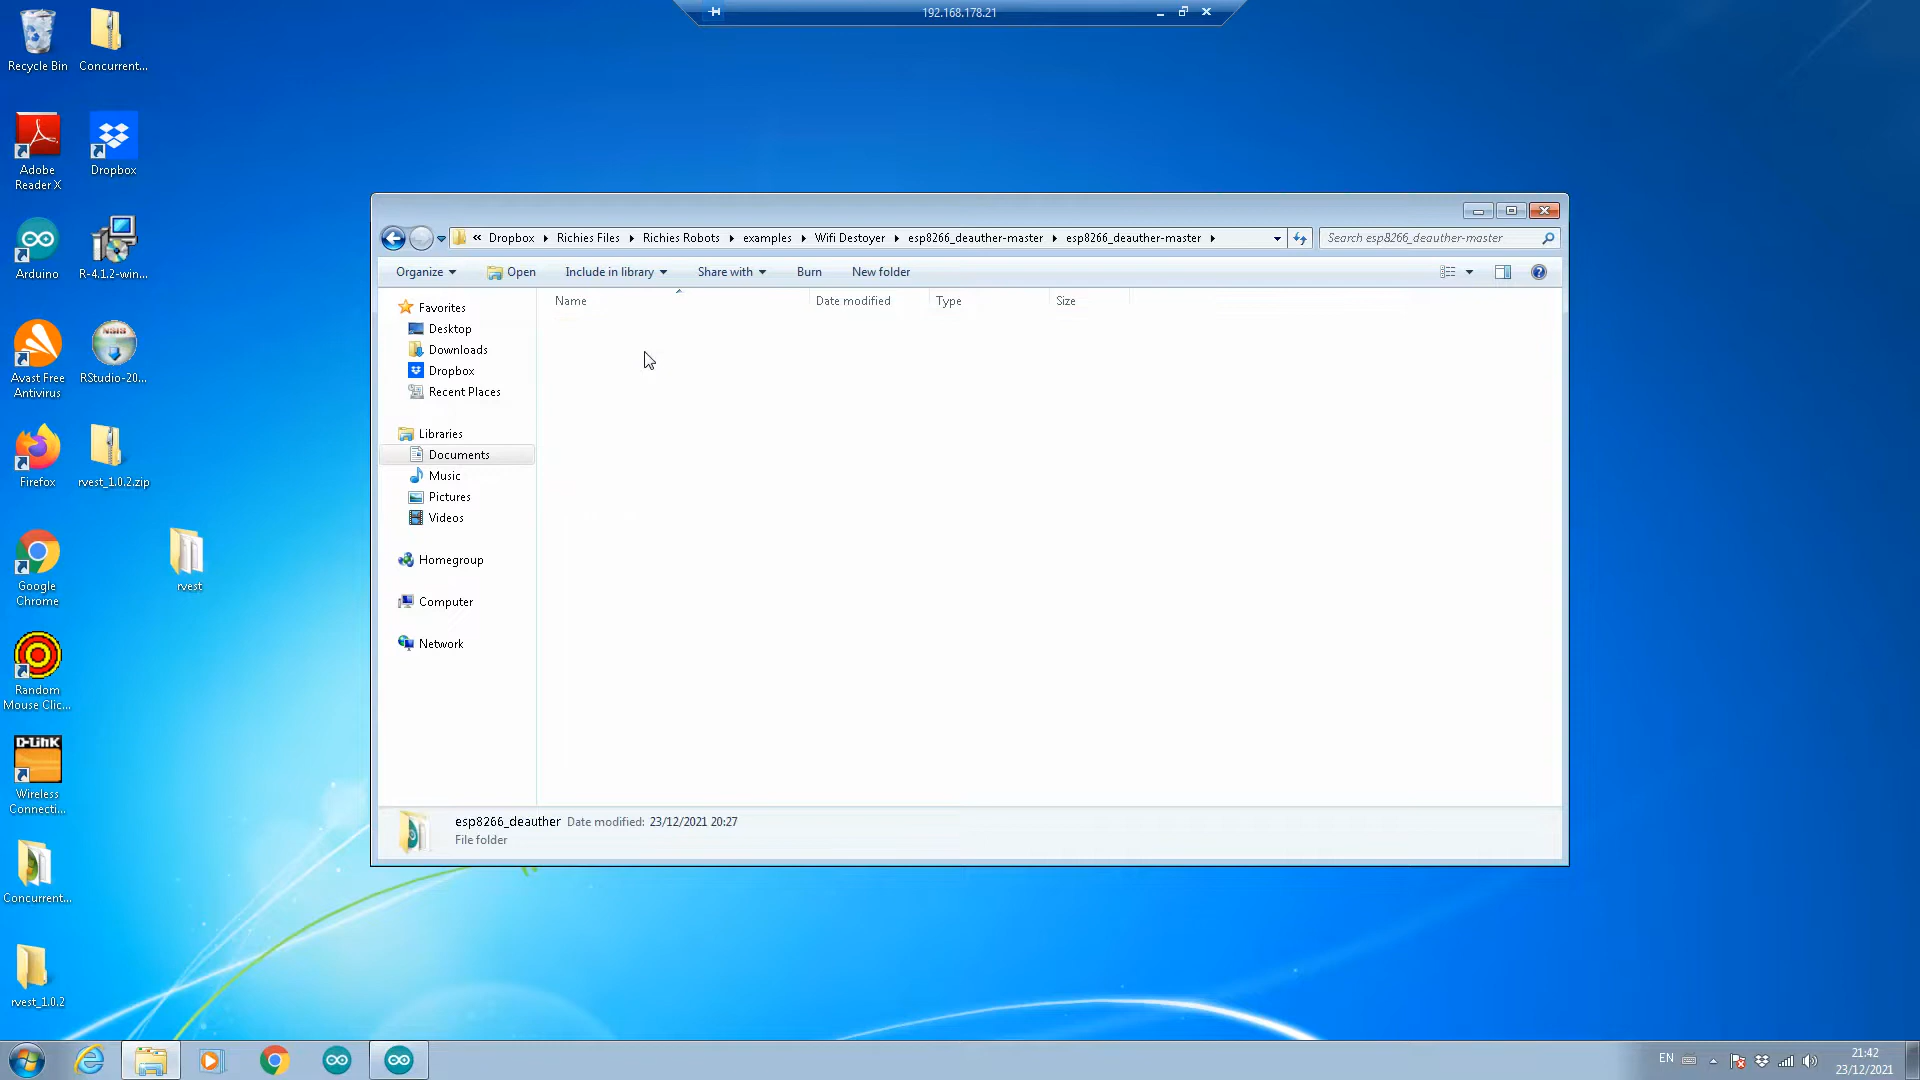 192.168.178.21
Recycle Bin
Concurrent...
Adobe
Reader X
Dropbox
Arduino
R-4.1.2-win...
Avast Free
Antivirus
NSIS
RStudio-20...
Firefox
rvest_1.0.2.zip
Google
Chrome
rvest
Random
Mouse Clic...
D-Link
Wireless
Connecti...
Concurrent...
rvest_1.0.2
« Dropbox Richies Files Richies Robots examples Wifi Destoyer esp8266_deauther-master esp8266_deauther-master
Search esp8266_deauther-master
Organize Open Include in library Share with Burn New folder
Name Date modified Type Size
Favorites
Desktop
Downloads
Dropbox
Recent Places
Libraries
Documents
Music
Pictures
Videos
Homegroup
Computer
Network
esp8266_deauther Date modified: 23/12/2021 20:27
File folder
EN
21:42
23/12/2021